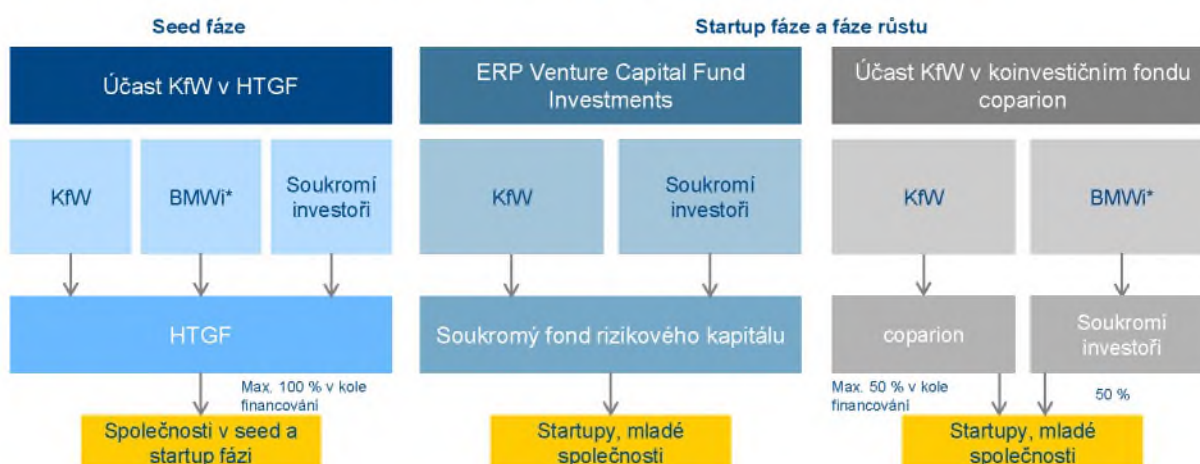 Seed fáze
Startup fáze a fáze růstu
Účast KfW v HTGF
ERP Venture Capital Fund
Investments
Účast KfW v koinvestičním fondu
coparion
KfW
BMWi*
Soukromí
investoři
KfW
Soukromí
investoři
KfW
BMWi*
HTGF
Soukromý fond rizikového kapitálu
coparion
Soukromí
investoři
Max. 100 % v kole
financování
Max. 50 % v kole
financování
50 %
Společnosti v seed a
startup fázi
Startupy, mladé
společnosti
Startupy, mladé
společnosti